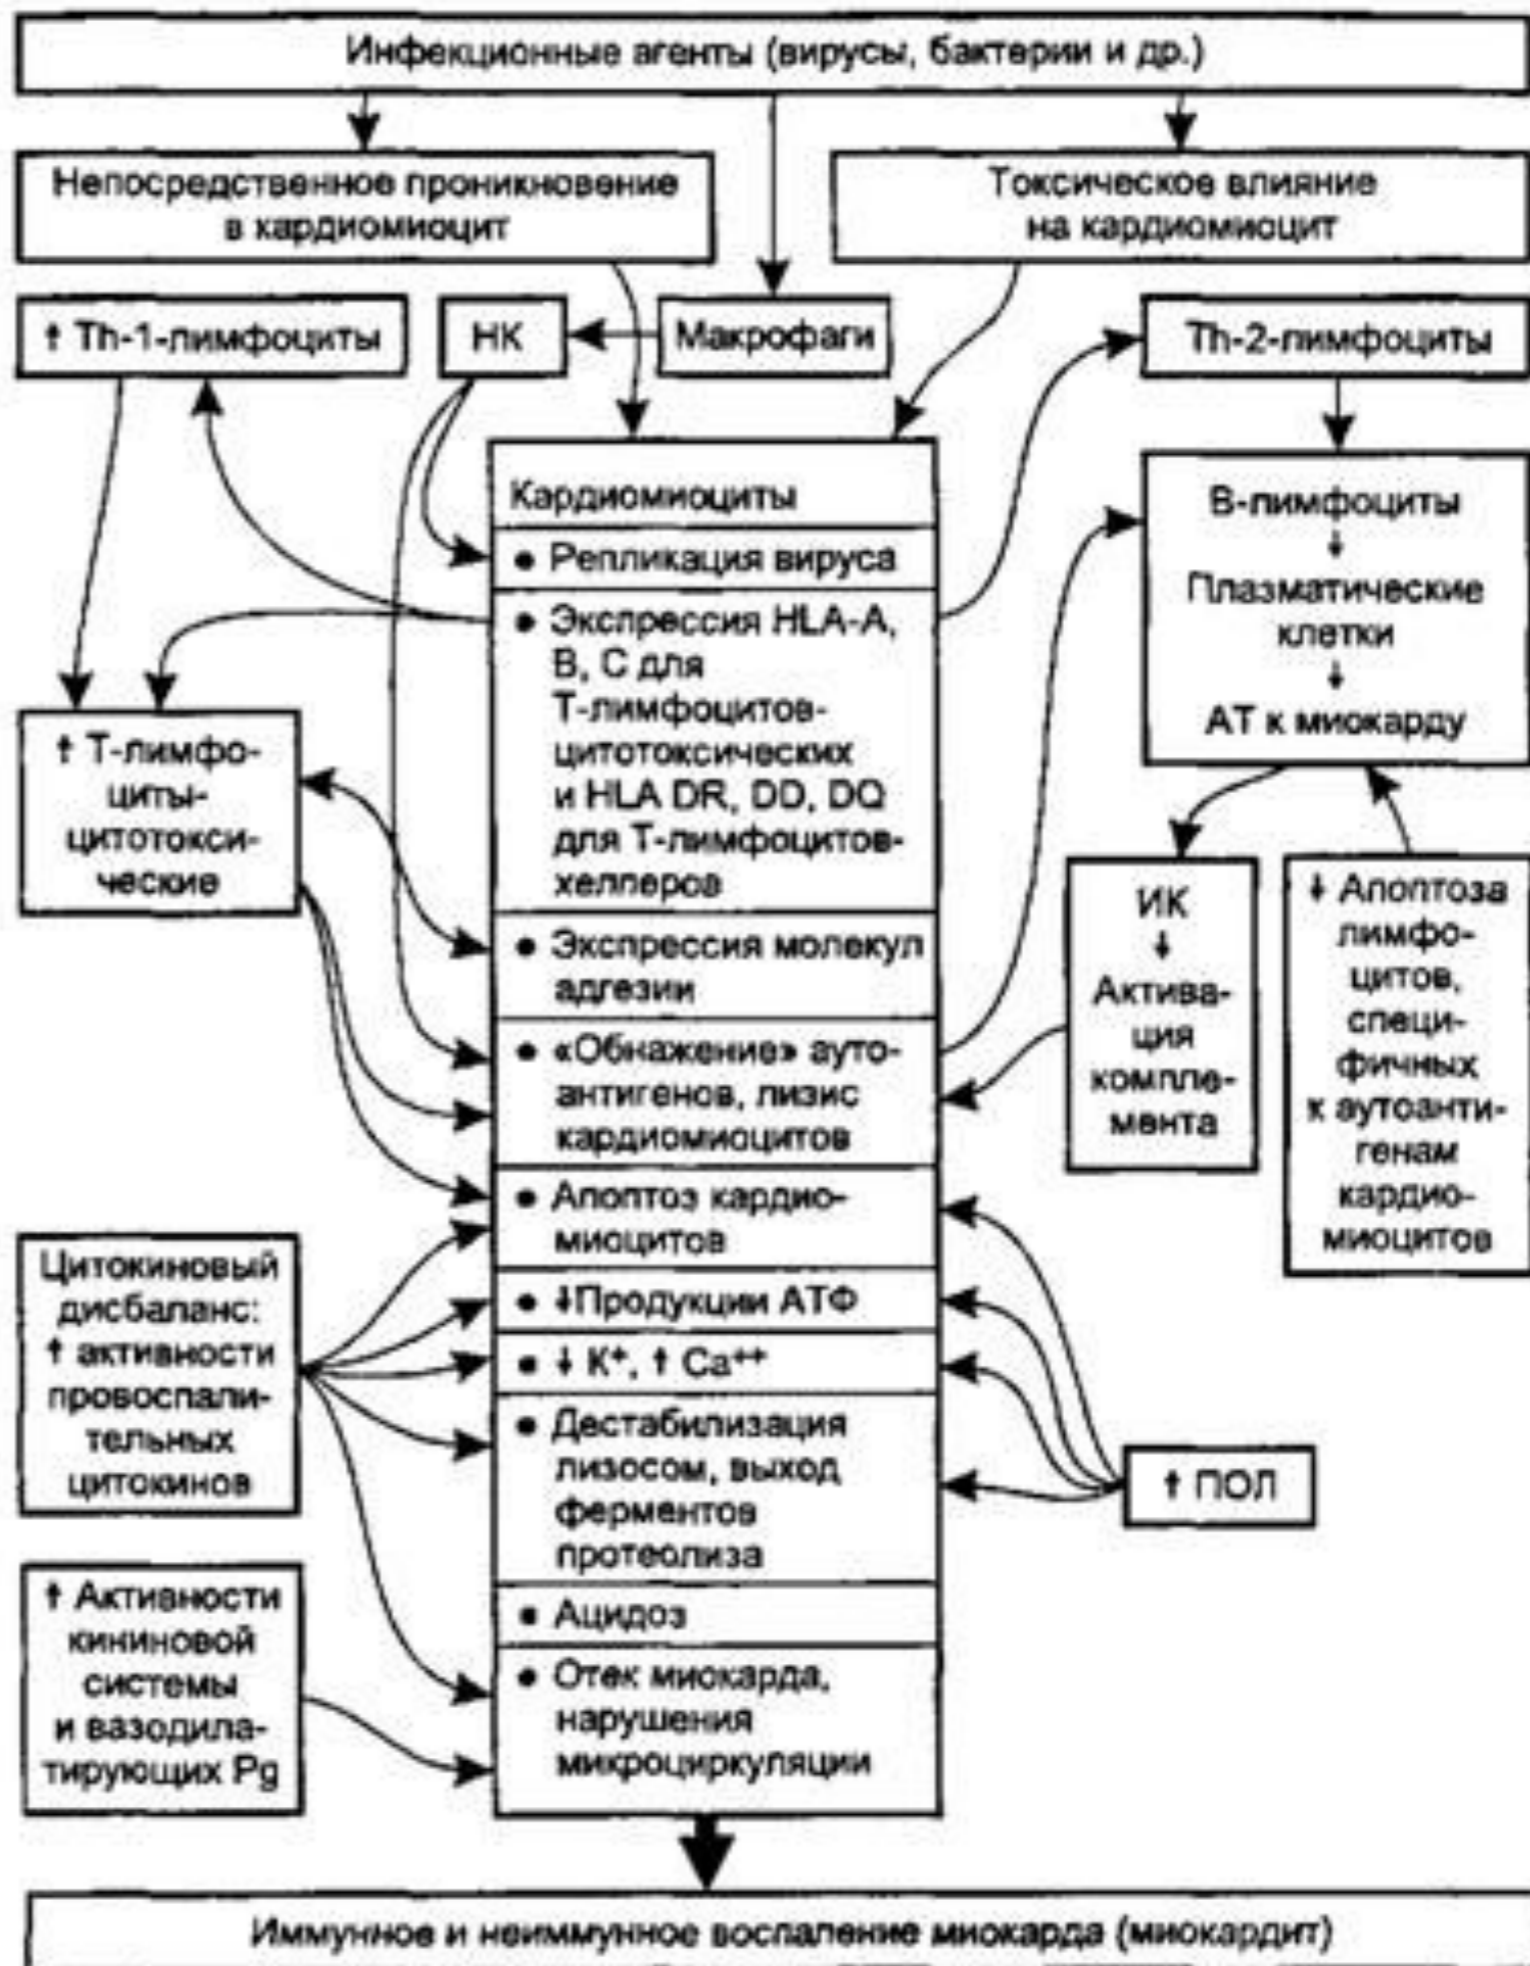 Инфекционные агенты (вирусы, бактерии и др.)
Непосредственное проникновение
в кардиомиоцит
Токсическое влияние
на кардиомиоцит
↑ Th-1-лимфоциты
НК
Макрофаги
Th-2-лимфоциты
Кардиомиоциты
• Репликация вируса
• Экспрессия HLA-A,
В, С для
Т-лимфоцитов-
цитотоксических
и HLA DR, DD, DQ
для Т-лимфоцитов-
хелперов
• Экспрессия молекул
адгезии
• «Обнажение» ауто-
антигенов, лизис
кардиомиоцитов
• Апоптоз кардио-
миоцитов
• ↓Продукции АТФ
• ↓ K⁺, ↑ Ca⁺⁺
• Дестабилизация
лизосом, выход
ферментов
протеолиза
• Ацидоз
• Отек миокарда,
нарушения
микроциркуляции
↑ Т-лимфо-
циты-
цитотокси-
ческие
Цитокиновый
дисбаланс:
↑ активности
провоспали-
тельных
цитокинов
↑ Активности
кининовой
системы
и вазодила-
тирующих Pg
В-лимфоциты
↓
Плазматические
клетки
↓
АТ к миокарду
ИК
↓
Актива-
ция
компле-
мента
↓ Апоптоза
лимфо-
цитов,
специ-
фичных
к аутоанти-
генам
кардио-
миоцитов
↑ ПОЛ
Иммунное и неиммунное воспаление миокарда (миокардит)